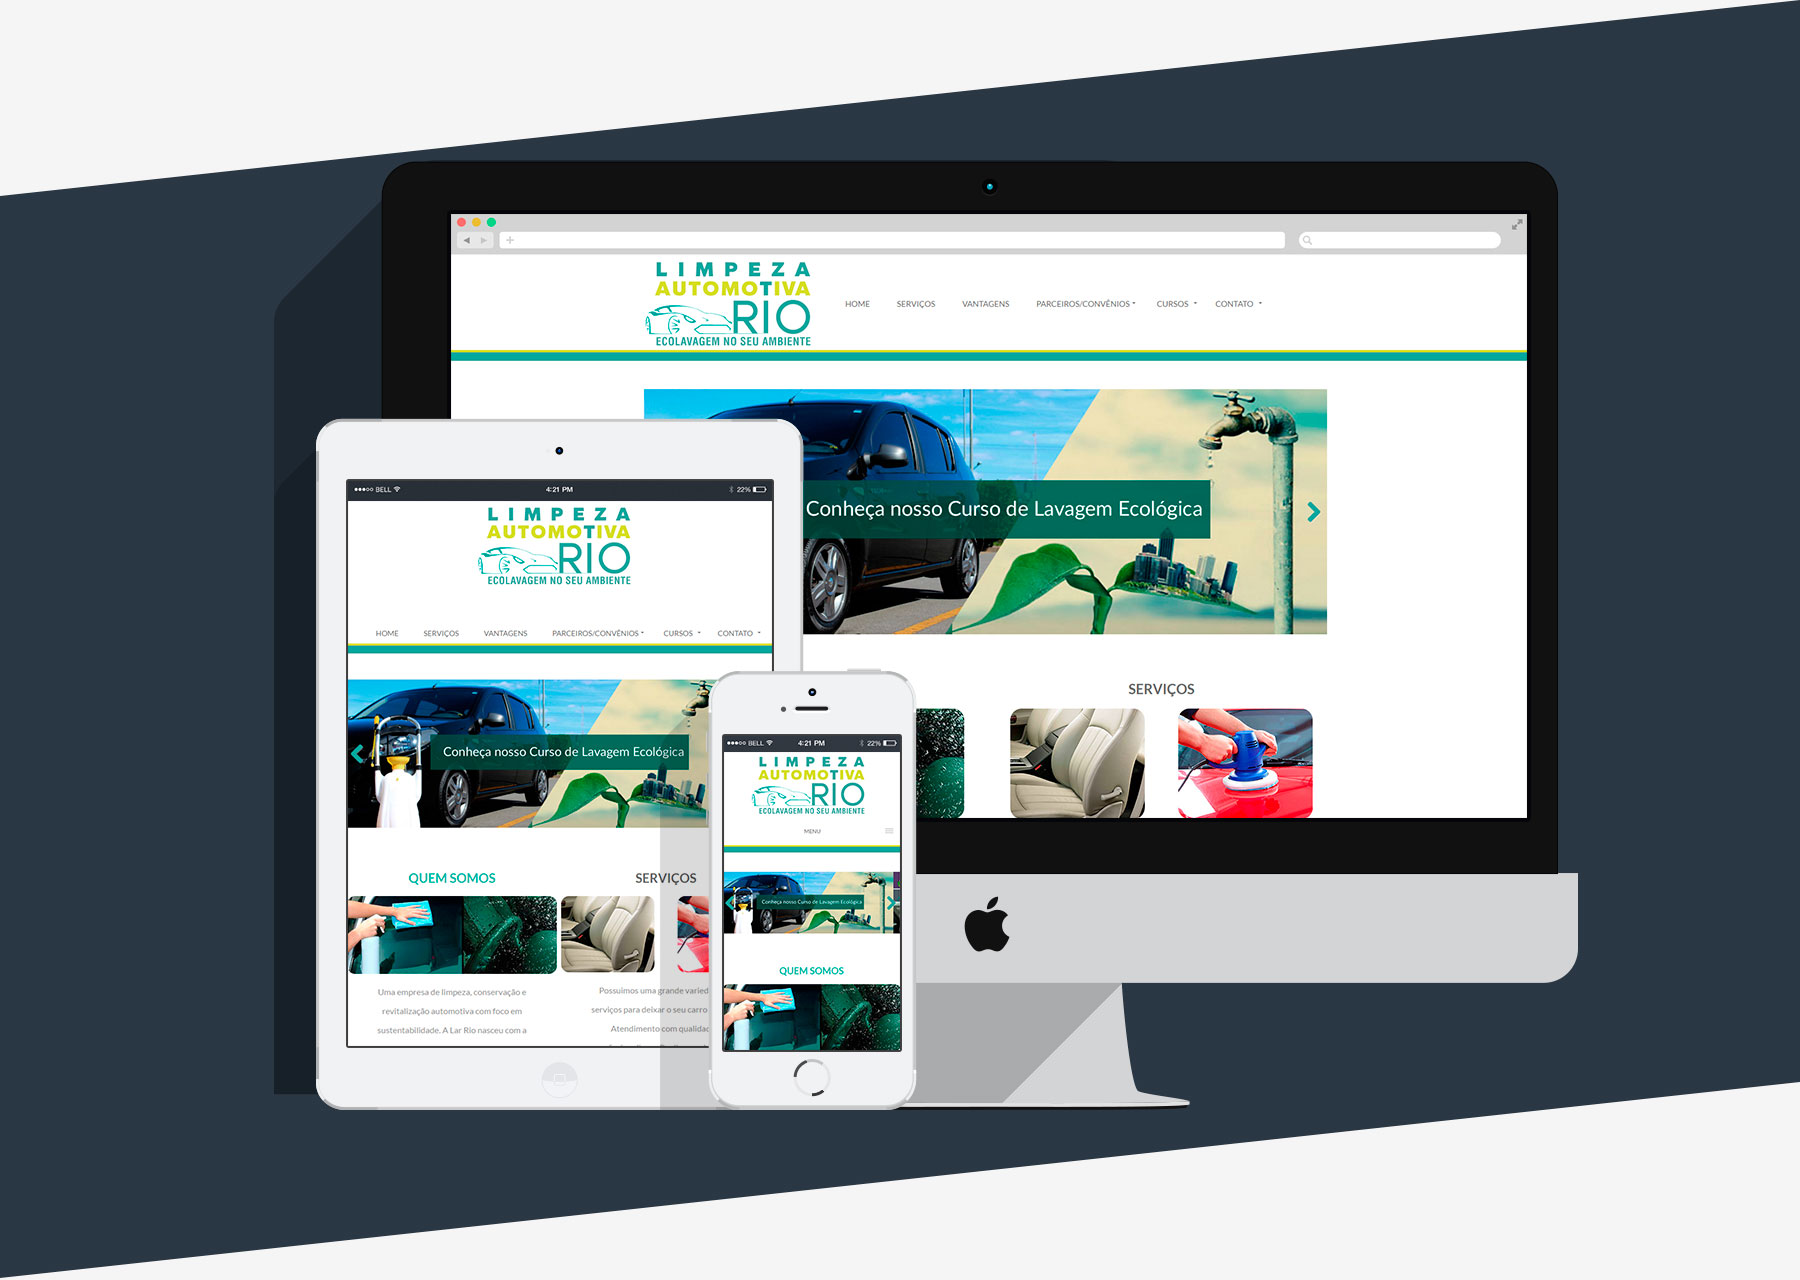 LIMPEZA
AUTOMOTIVA
RIO
ECOLAVAGEM NO SEU AMBIENTE
HOME SERVIÇOS VANTAGENS PARCEIROS/CONVÊNIOS CURSOS CONTATO
Conheça nosso Curso de Lavagem Ecológica
SERVIÇOS
BELL 4:21 PM 22%
LIMPEZA
AUTOMOTIVA
RIO
ECOLAVAGEM NO SEU AMBIENTE
HOME SERVIÇOS VANTAGENS PARCEIROS/CONVÊNIOS CURSOS CONTATO
Conheça nosso Curso de Lavagem Ecológica
QUEM SOMOS
Uma empresa de limpeza, conservação e
revitalização automotiva com foco em
sustentabilidade. A Lar Rio nasceu com a
SERVIÇOS
Possuimos uma grande varied
serviços para deixar o seu carro
Atendimento com qualidad
BELL 4:21 PM 22%
LIMPEZA
AUTOMOTIVA
RIO
ECOLAVAGEM NO SEU AMBIENTE
MENU
Conheça nosso Curso de Lavagem Ecológica
QUEM SOMOS